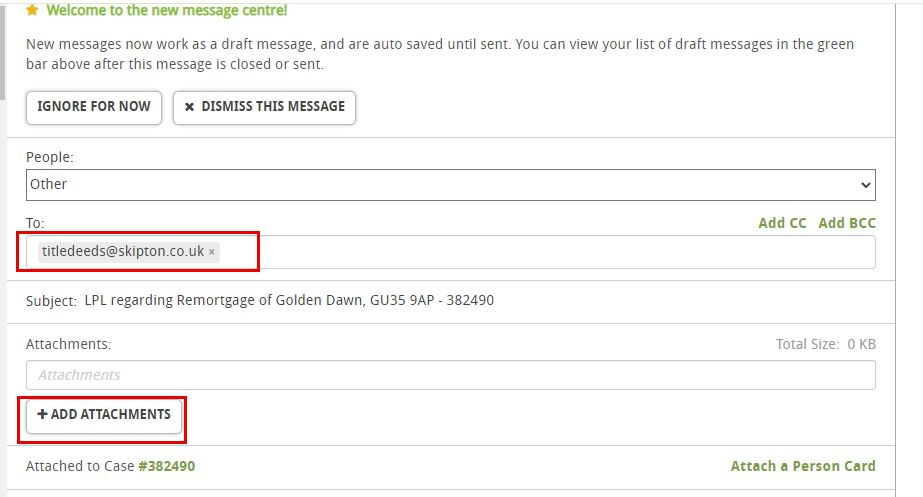 Welcome to the new message centre!
New messages now work as a draft message, and are auto saved until sent. You can view your list of draft messages in the green
bar above after this message is closed or sent.
IGNORE FOR NOW
× DISMISS THIS MESSAGE
People:
Other
To:
Add CC Add BCC
titledeeds@skipton.co.uk ×
Subject: LPL regarding Remortgage of Golden Dawn, GU35 9AP - 382490
Attachments:
Total Size: 0 KB
Attachments
+ ADD ATTACHMENTS
Attached to Case #382490
Attach a Person Card